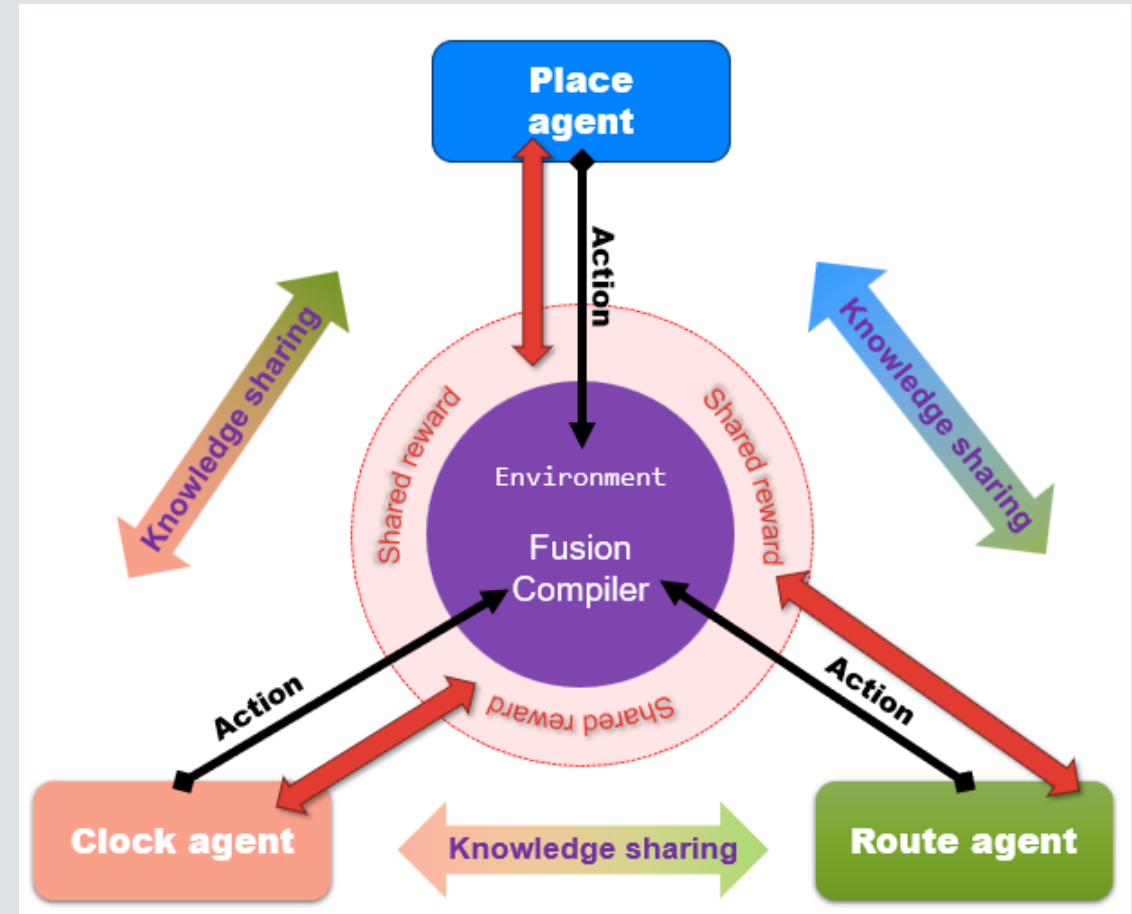 Place
agent
Action
Knowledge sharing
Knowledge sharing
Shared reward
Shared reward
Environment
Fusion
Compiler
Action
Action
Shared reward
Clock agent
Knowledge sharing
Route agent